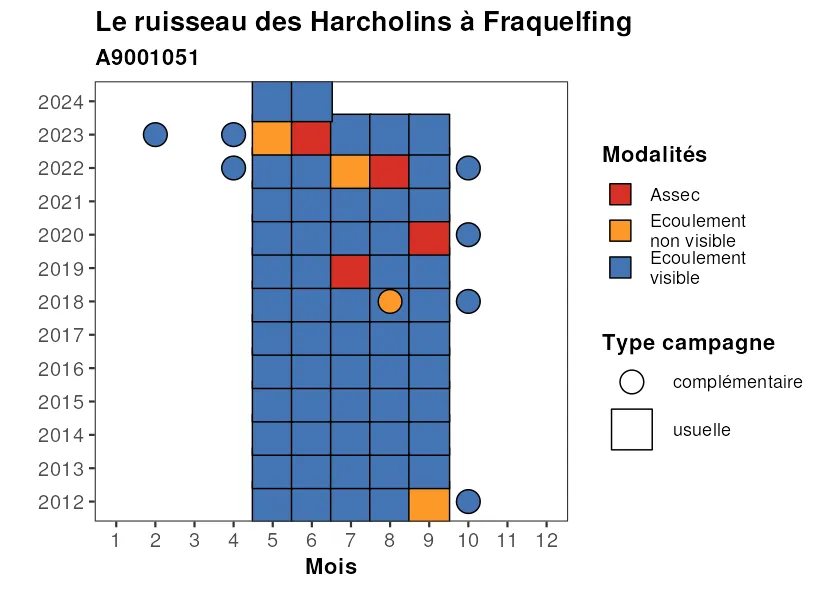 Le ruisseau des Harcholins à Fraquelfing
A9001051
2024
2023
2022
2021
2020
2019
2018
2017
2016
2015
2014
2013
2012
1 2 3 4 5 6 7 8 9 10 11 12
Mois
Modalités
Assec
Ecoulement
non visible
Ecoulement
visible
Type campagne
complémentaire
usuelle